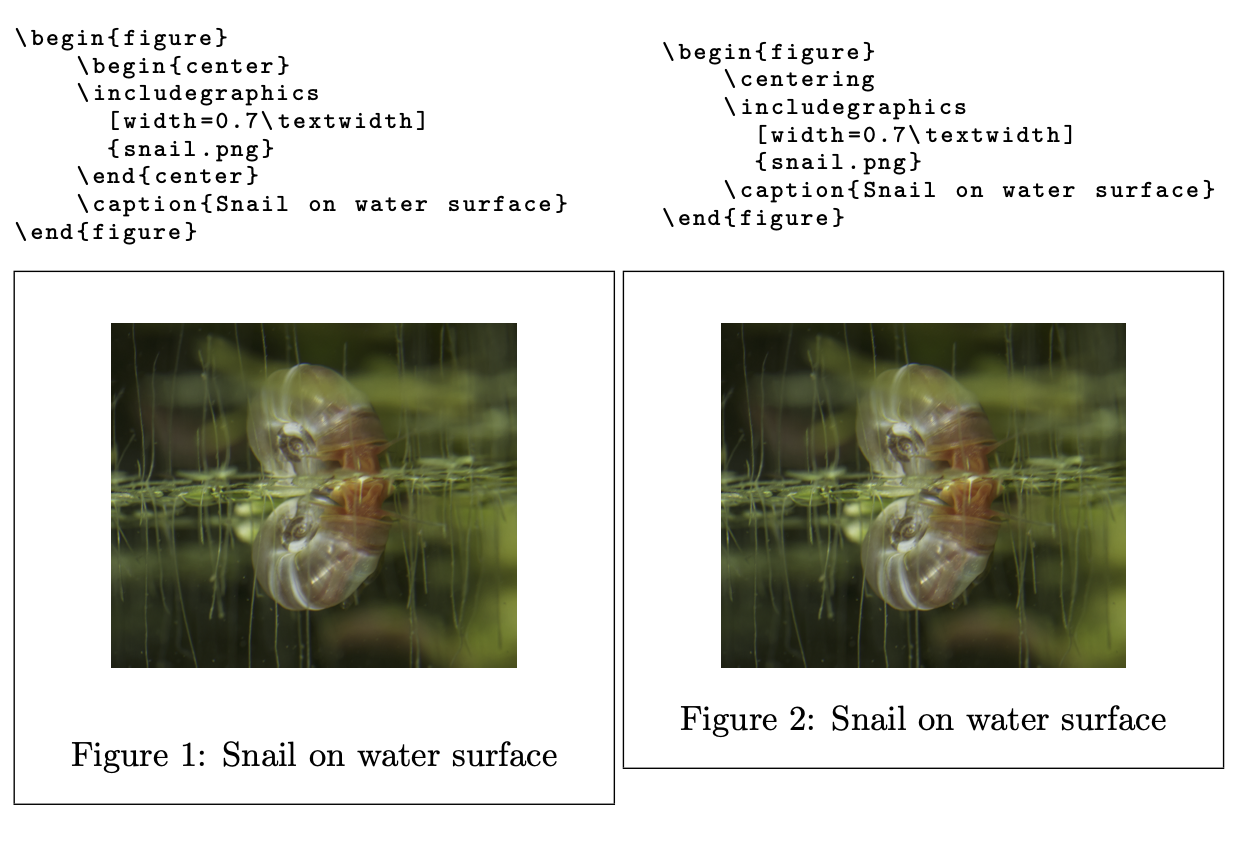 \begin{figure}
    \begin{center}
    \includegraphics
      [width=0.7\textwidth]
      {snail.png}
    \end{center}
    \caption{Snail on water surface}
\end{figure}
\begin{figure}
    \centering
    \includegraphics
      [width=0.7\textwidth]
      {snail.png}
    \caption{Snail on water surface}
\end{figure}
Figure 1: Snail on water surface
Figure 2: Snail on water surface